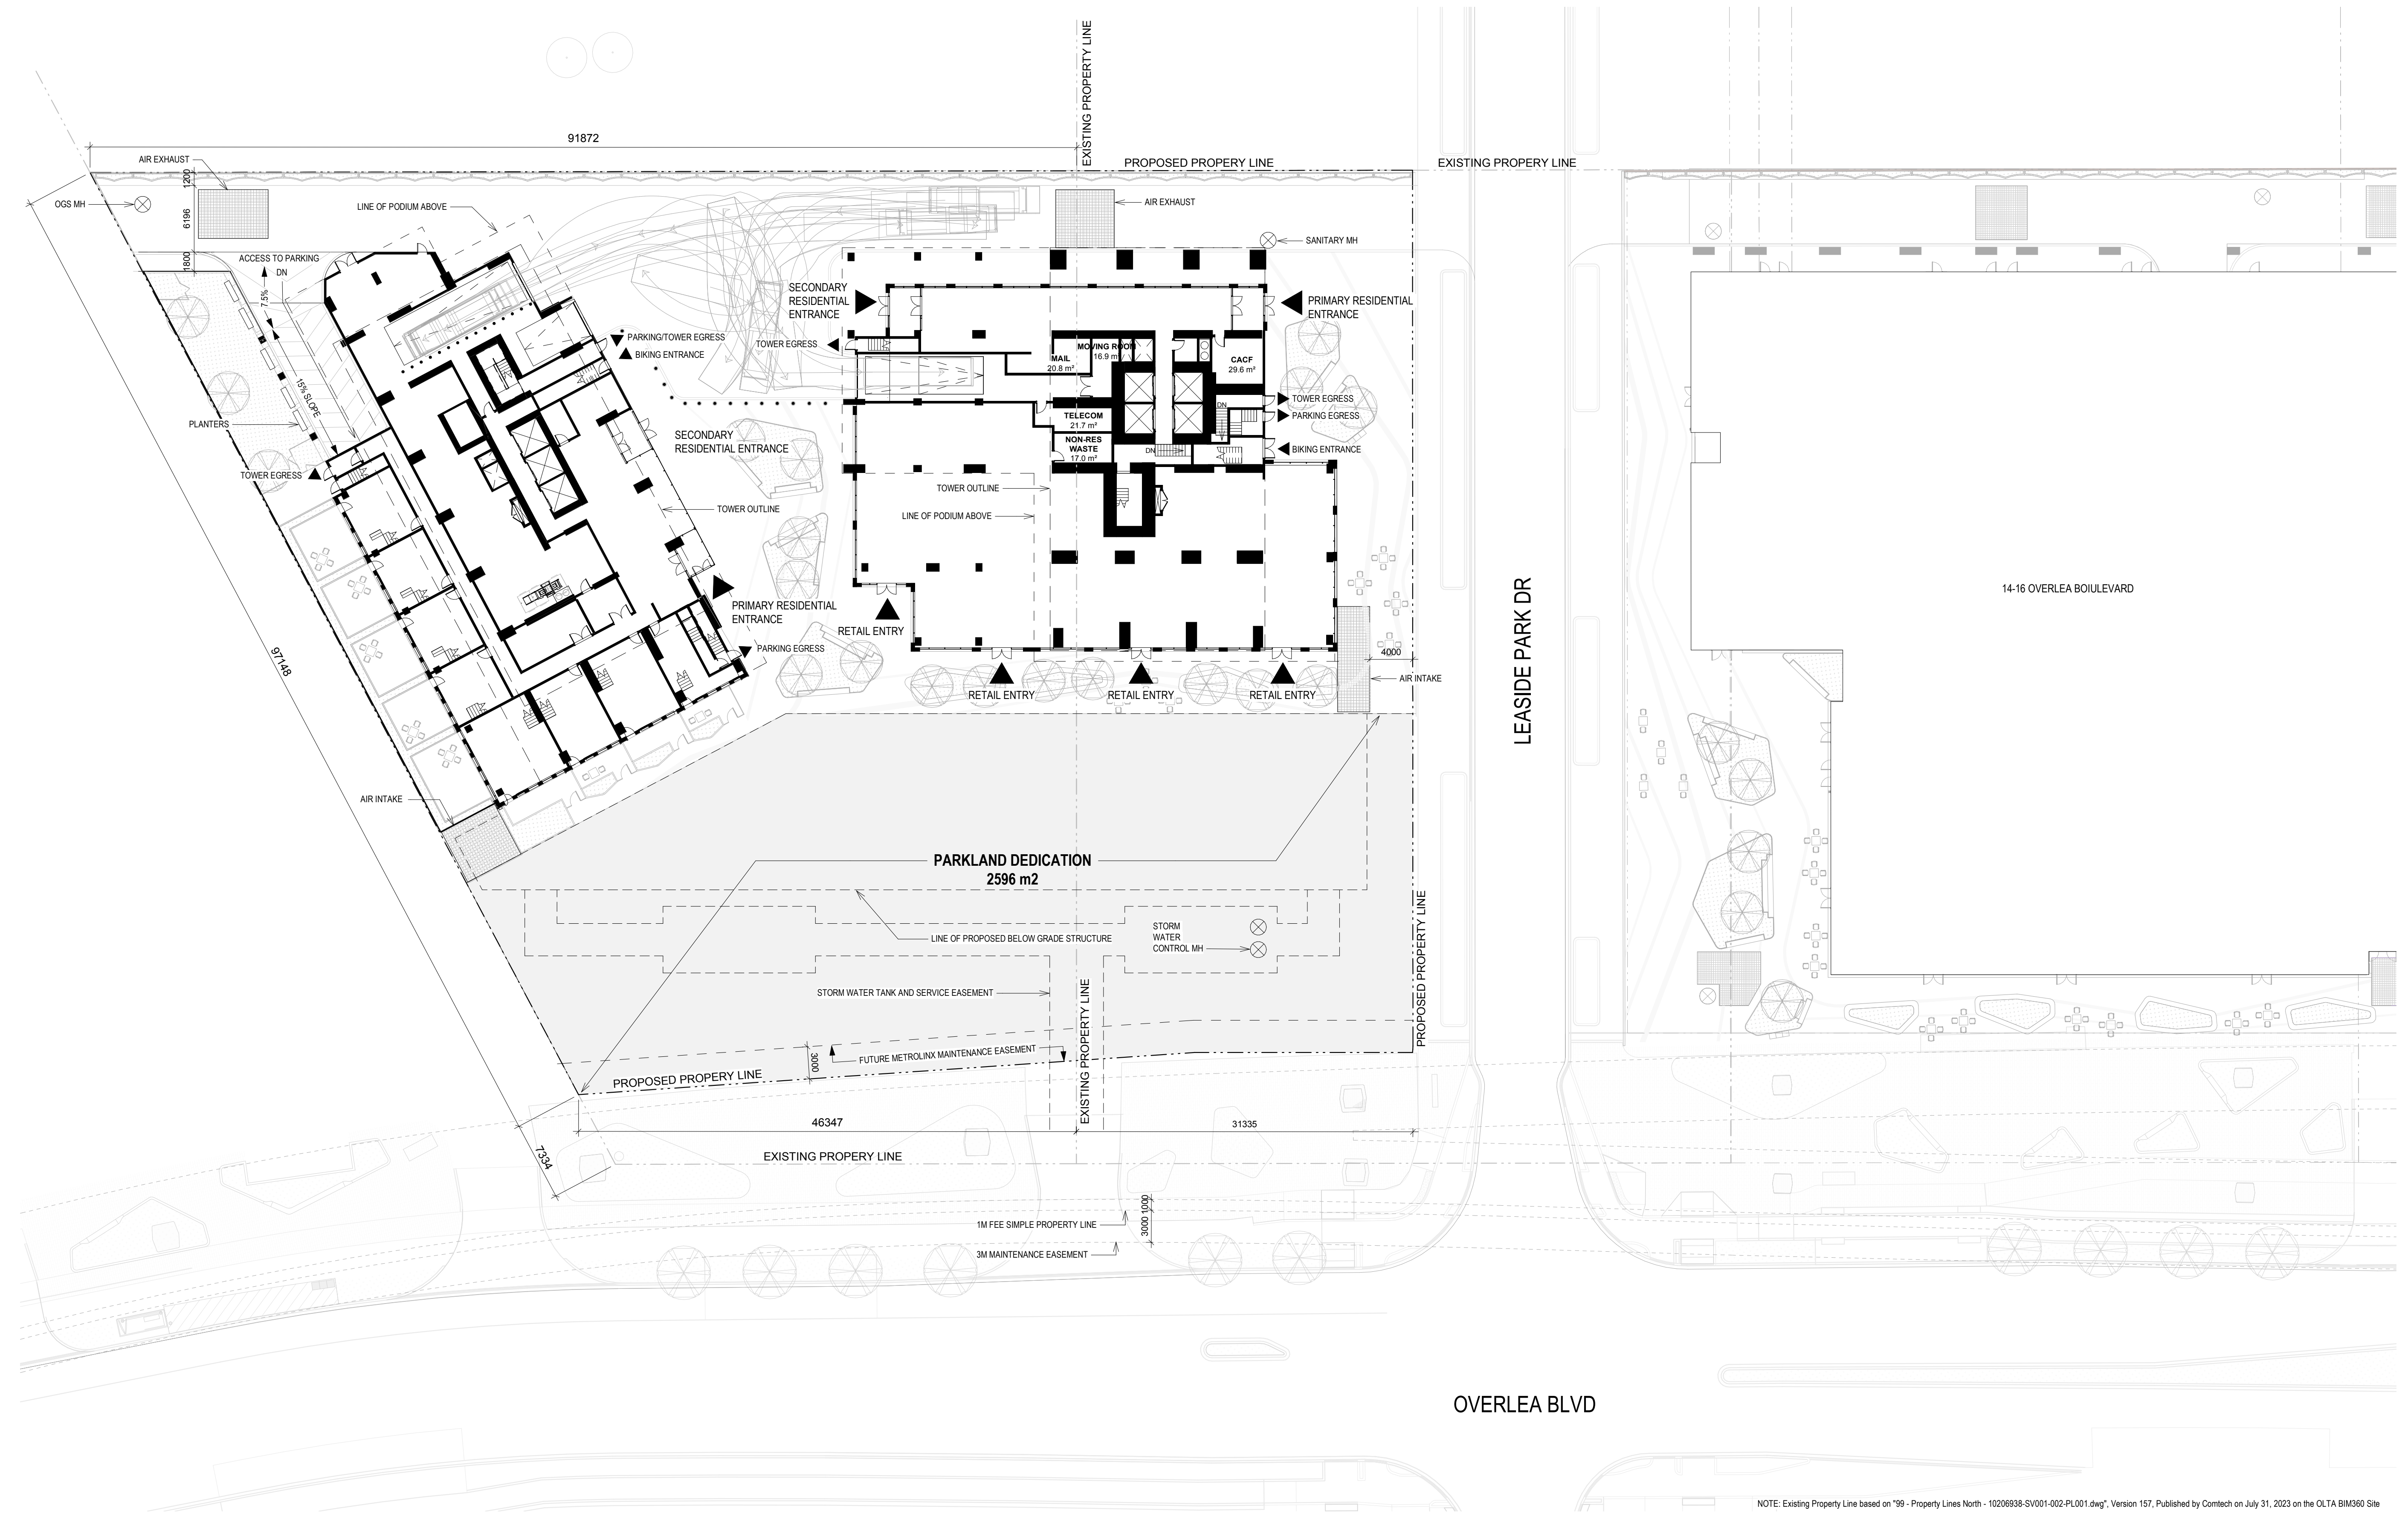 EXISTING PROPERTY LINE
91872
AIR EXHAUST
PROPOSED PROPERY LINE
EXISTING PROPERY LINE
1200
OGS MH
6196
LINE OF PODIUM ABOVE
AIR EXHAUST
SANITARY MH
1800
ACCESS TO PARKING
DN
7.5%
SECONDARY
RESIDENTIAL
ENTRANCE
PRIMARY RESIDENTIAL
ENTRANCE
PARKING/TOWER EGRESS
BIKING ENTRANCE
TOWER EGRESS
MOVING ROOM
16.9 m
MAIL
20.8 m²
CACF
29.6 m²
15% SLOPE
PLANTERS
TOWER EGRESS
PARKING EGRESS
DN
TELECOM
21.7 m²
NON-RES
WASTE
17.0 m²
DN
BIKING ENTRANCE
SECONDARY
RESIDENTIAL ENTRANCE
TOWER EGRESS
TOWER OUTLINE
TOWER OUTLINE
LINE OF PODIUM ABOVE
PRIMARY RESIDENTIAL
ENTRANCE
RETAIL ENTRY
PARKING EGRESS
4000
AIR INTAKE
RETAIL ENTRY
RETAIL ENTRY
RETAIL ENTRY
LEASIDE PARK DR
14-16 OVERLEA BOIULEVARD
97148
AIR INTAKE
PARKLAND DEDICATION
2596 m2
LINE OF PROPOSED BELOW GRADE STRUCTURE
STORM
WATER
CONTROL MH
STORM WATER TANK AND SERVICE EASEMENT
EXISTING PROPERTY LINE
PROPOSED PROPERTY LINE
3000
FUTURE METROLINX MAINTENANCE EASEMENT
PROPOSED PROPERY LINE
46347
31335
7334
EXISTING PROPERY LINE
1000
3000
1M FEE SIMPLE PROPERTY LINE
3M MAINTENANCE EASEMENT
OVERLEA BLVD
NOTE: Existing Property Line based on "99 - Property Lines North - 10206938-SV001-002-PL001.dwg", Version 157, Published by Comtech on July 31, 2023 on the OLTA BIM360 Site